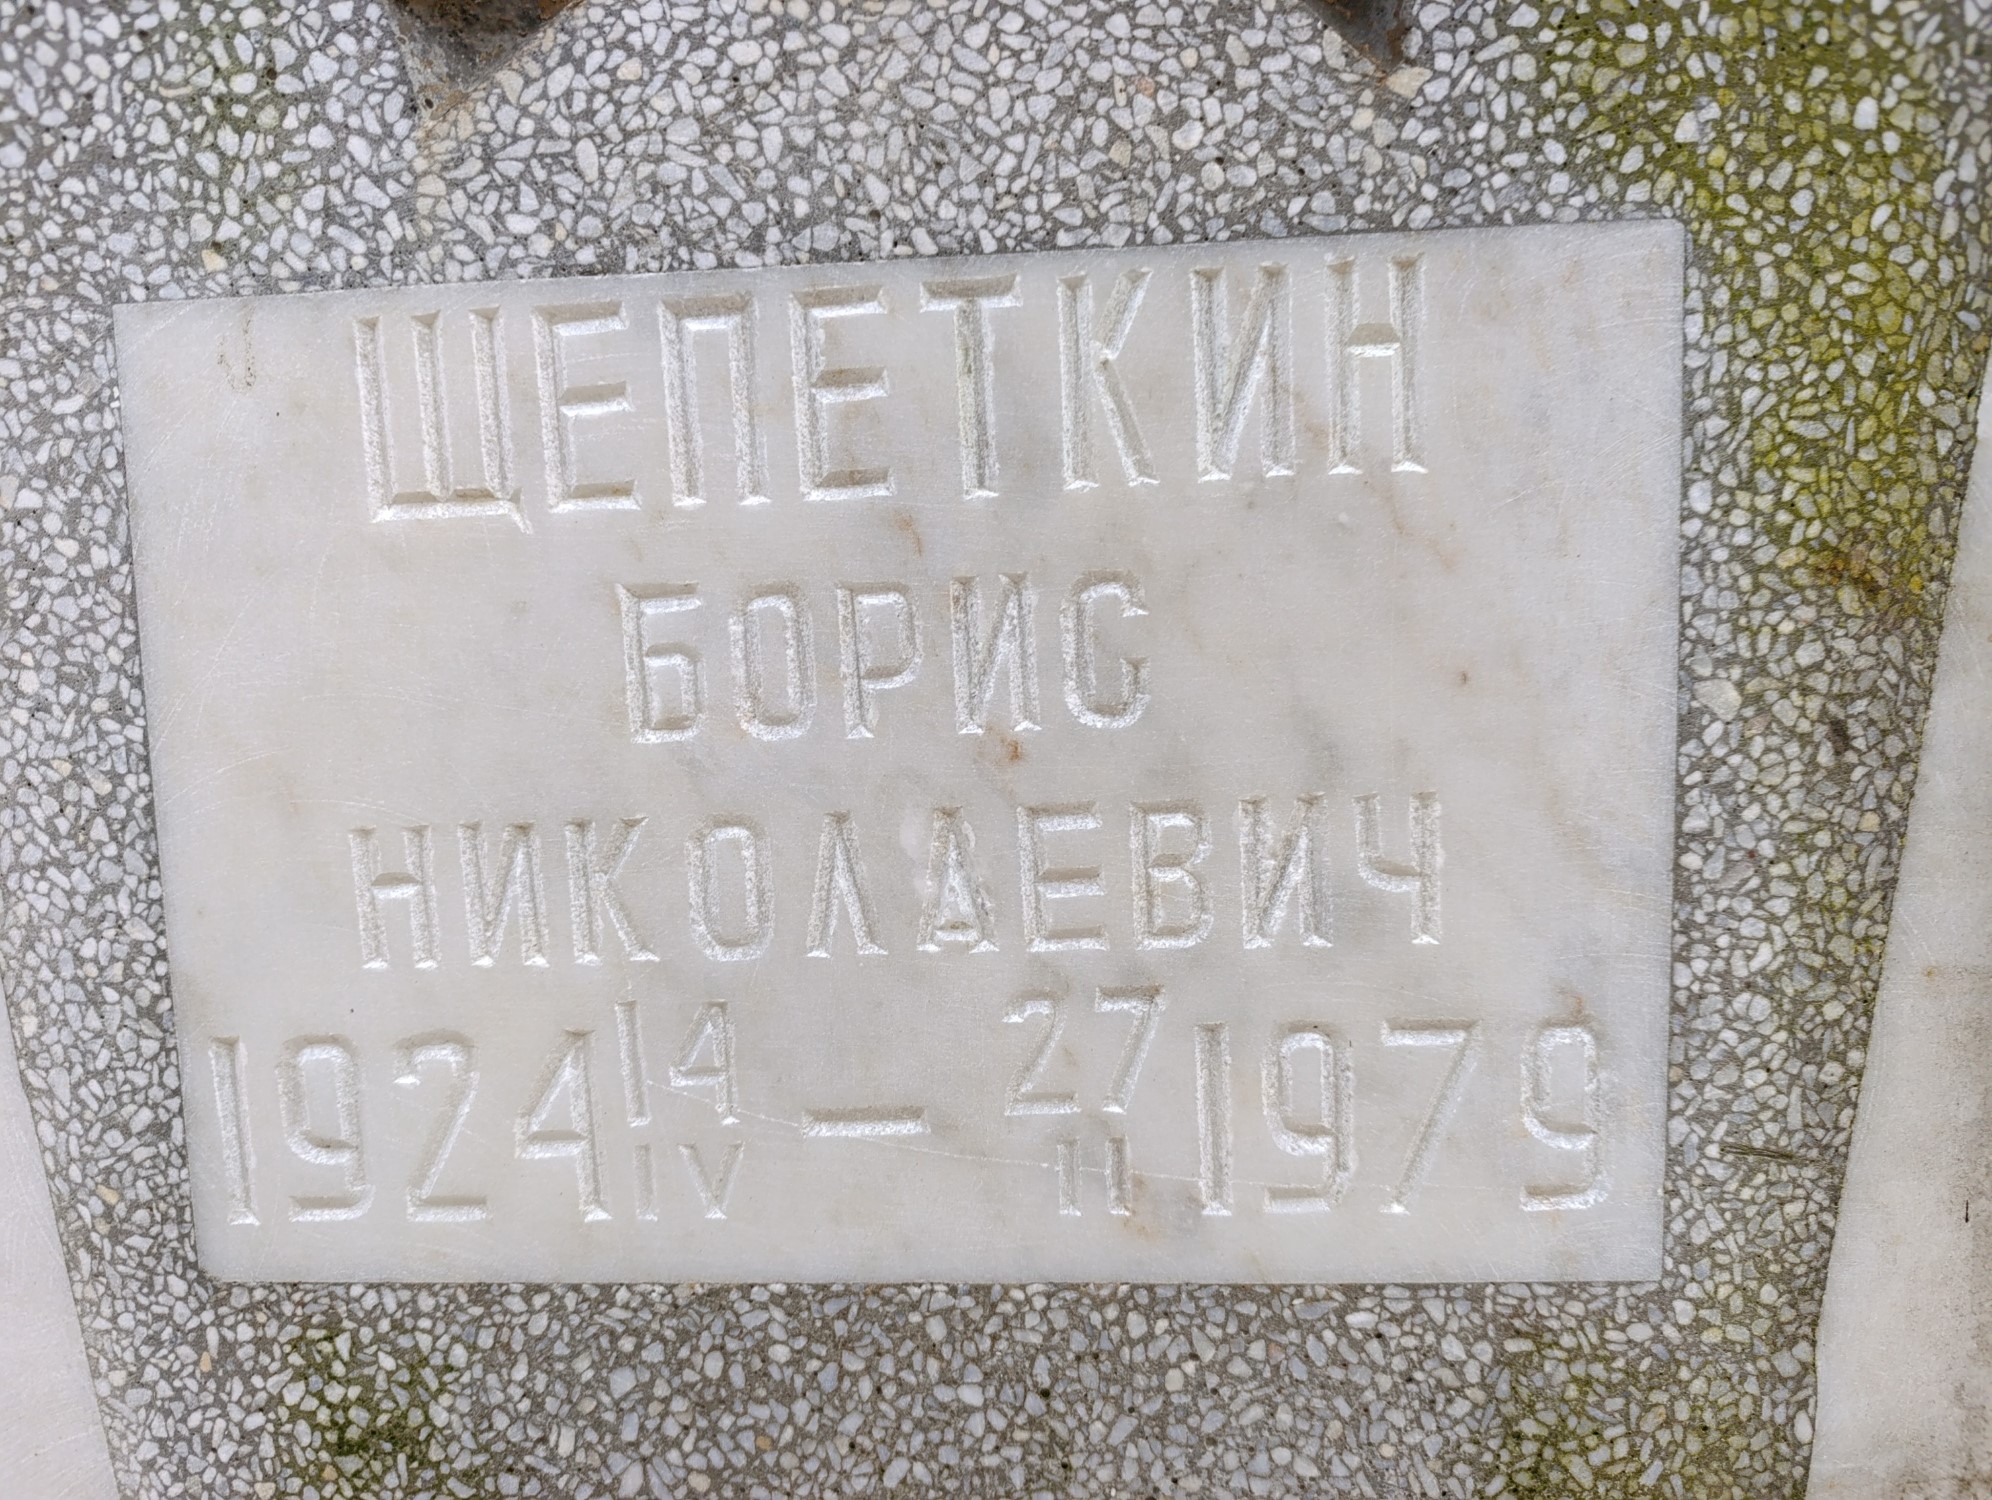 ЩЕПЕТКИН
БОРИС
НИКОЛАЕВИЧ
1924 14/IV – 27/II 1979